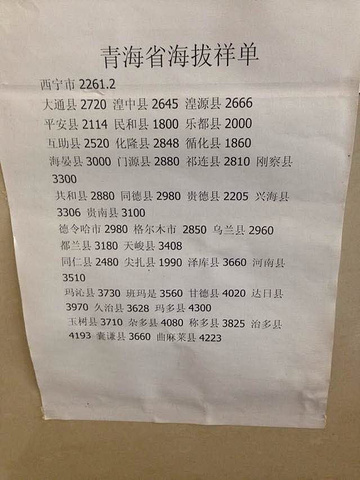 青海省海拔祥单
西宁市 2261.2
大通县 2720 湟中县 2645 湟源县 2666
平安县 2114 民和县 1800 乐都县 2000
互助县 2520 化隆县 2848 循化县 1860
海晏县 3000 门源县 2880 祁连县 2810 刚察县
3300
共和县 2880 同德县 2980 贵德县 2205 兴海县
3306 贵南县 3100
德令哈市 2980 格尔木市 2850 乌兰县 2960
都兰县 3180 天峻县 3408
同仁县 2480 尖扎县 1990 泽库县 3660 河南县
3510
玛沁县 3730 班玛是 3560 甘德县 4020 达日县
3970 久治县 3628 玛多县 4300
玉树县 3710 杂多县 4080 称多县 3825 治多县
4193 囊谦县 3660 曲麻莱县 4223